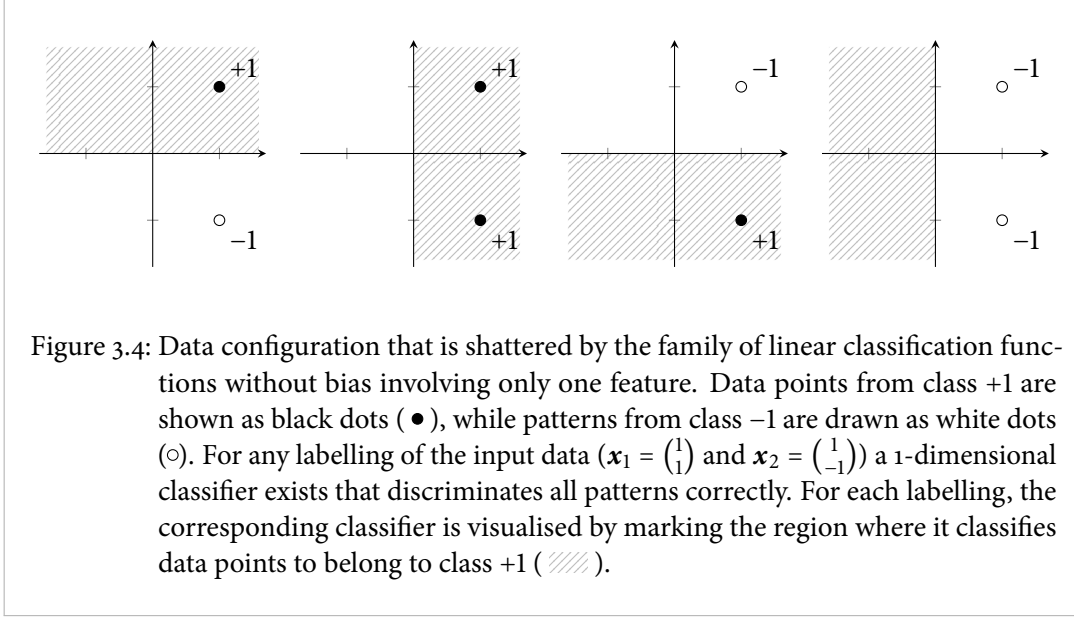 +1
−1
+1
+1
−1
+1
−1
−1
Figure 3.4: Data configuration that is shattered by the family of linear classification func-
tions without bias involving only one feature. Data points from class +1 are
shown as black dots (●), while patterns from class −1 are drawn as white dots
(○). For any labelling of the input data (x₁ = (1 1) and x₂ = (1 −1)) a 1-dimensional
classifier exists that discriminates all patterns correctly. For each labelling, the
corresponding classifier is visualised by marking the region where it classifies
data points to belong to class +1 ( ).